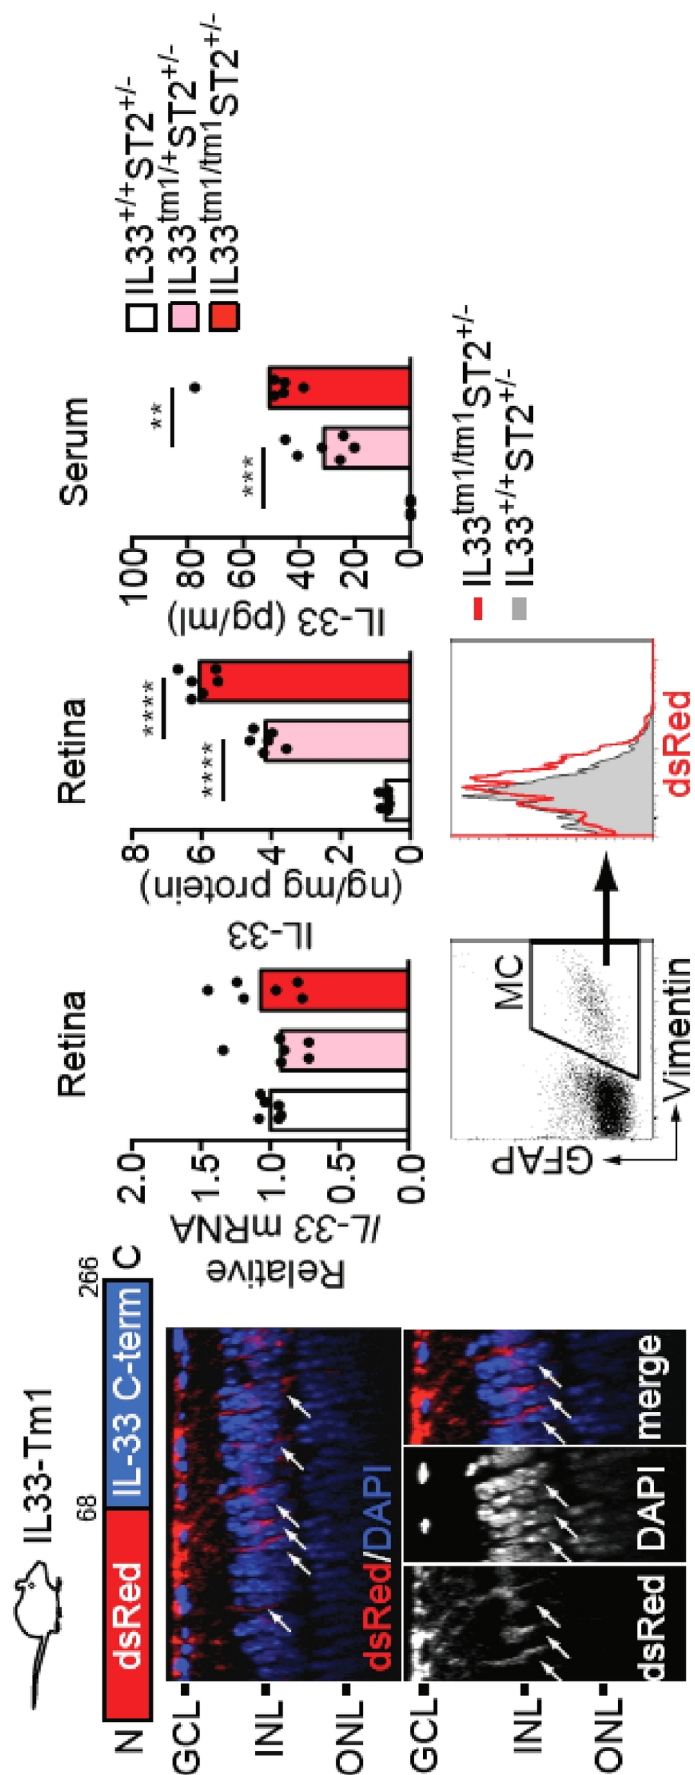 IL33-Tm1
N dsRed IL-33 C-term C
68 266
GCL
INL
ONL
dsRed/DAPI
GCL
INL
ONL
dsRed
DAPI
merge
Retina
Relative
IL-33 mRNA
2.0
1.5
1.0
0.5
0.0
Retina
IL-33
(ng/mg protein)
8
6
4
2
0
****
****
Serum
IL-33 (pg/ml)
100
80
60
40
20
0
***
**
IL33+/+ST2+/-
IL33tm1/+ST2+/-
IL33tm1/tm1ST2+/-
GFAP
Vimentin
MC
dsRed
IL33tm1/tm1ST2+/-
IL33+/+ST2+/-